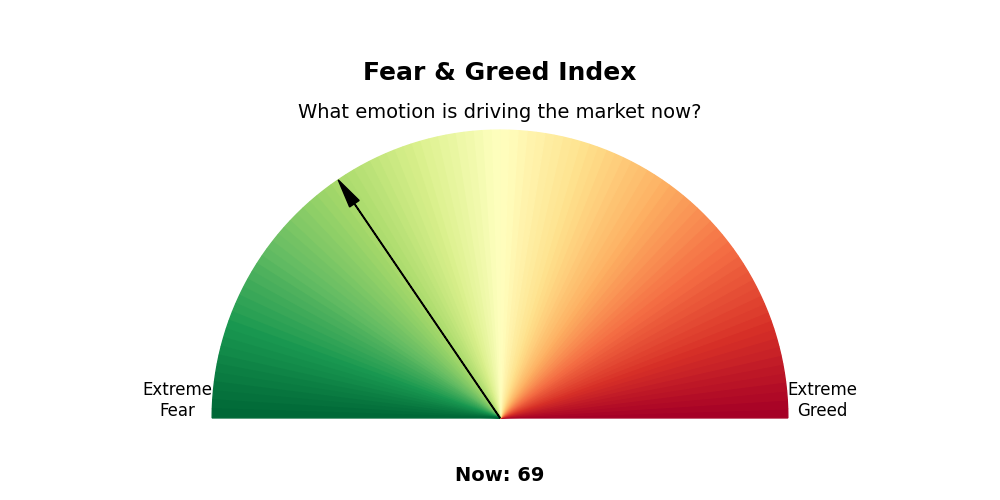 Fear & Greed Index
What emotion is driving the market now?
Extreme
Fear
Extreme
Greed
Now: 69